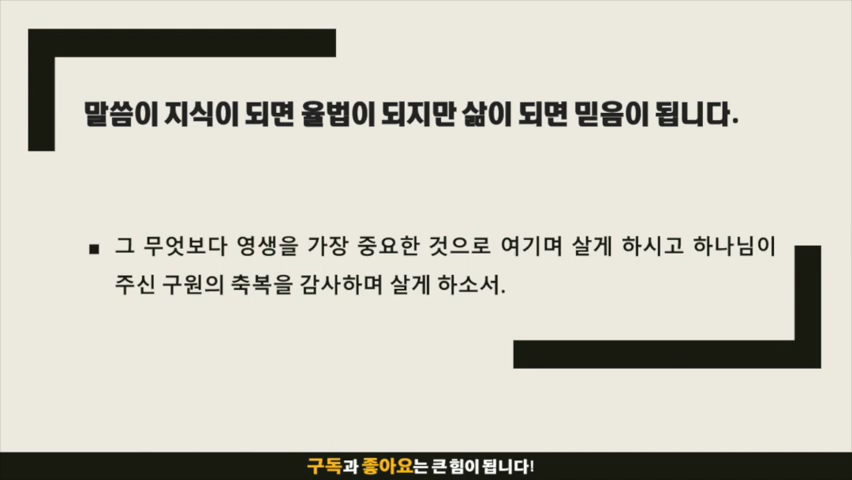 말씀이 지식이 되면 율법이 되지만 삶이 되면 믿음이 됩니다.
■ 그 무엇보다 영생을 가장 중요한 것으로 여기며 살게 하시고 하나님이
주신 구원의 축복을 감사하며 살게 하소서.
구독과 좋아요는 큰 힘이 됩니다!